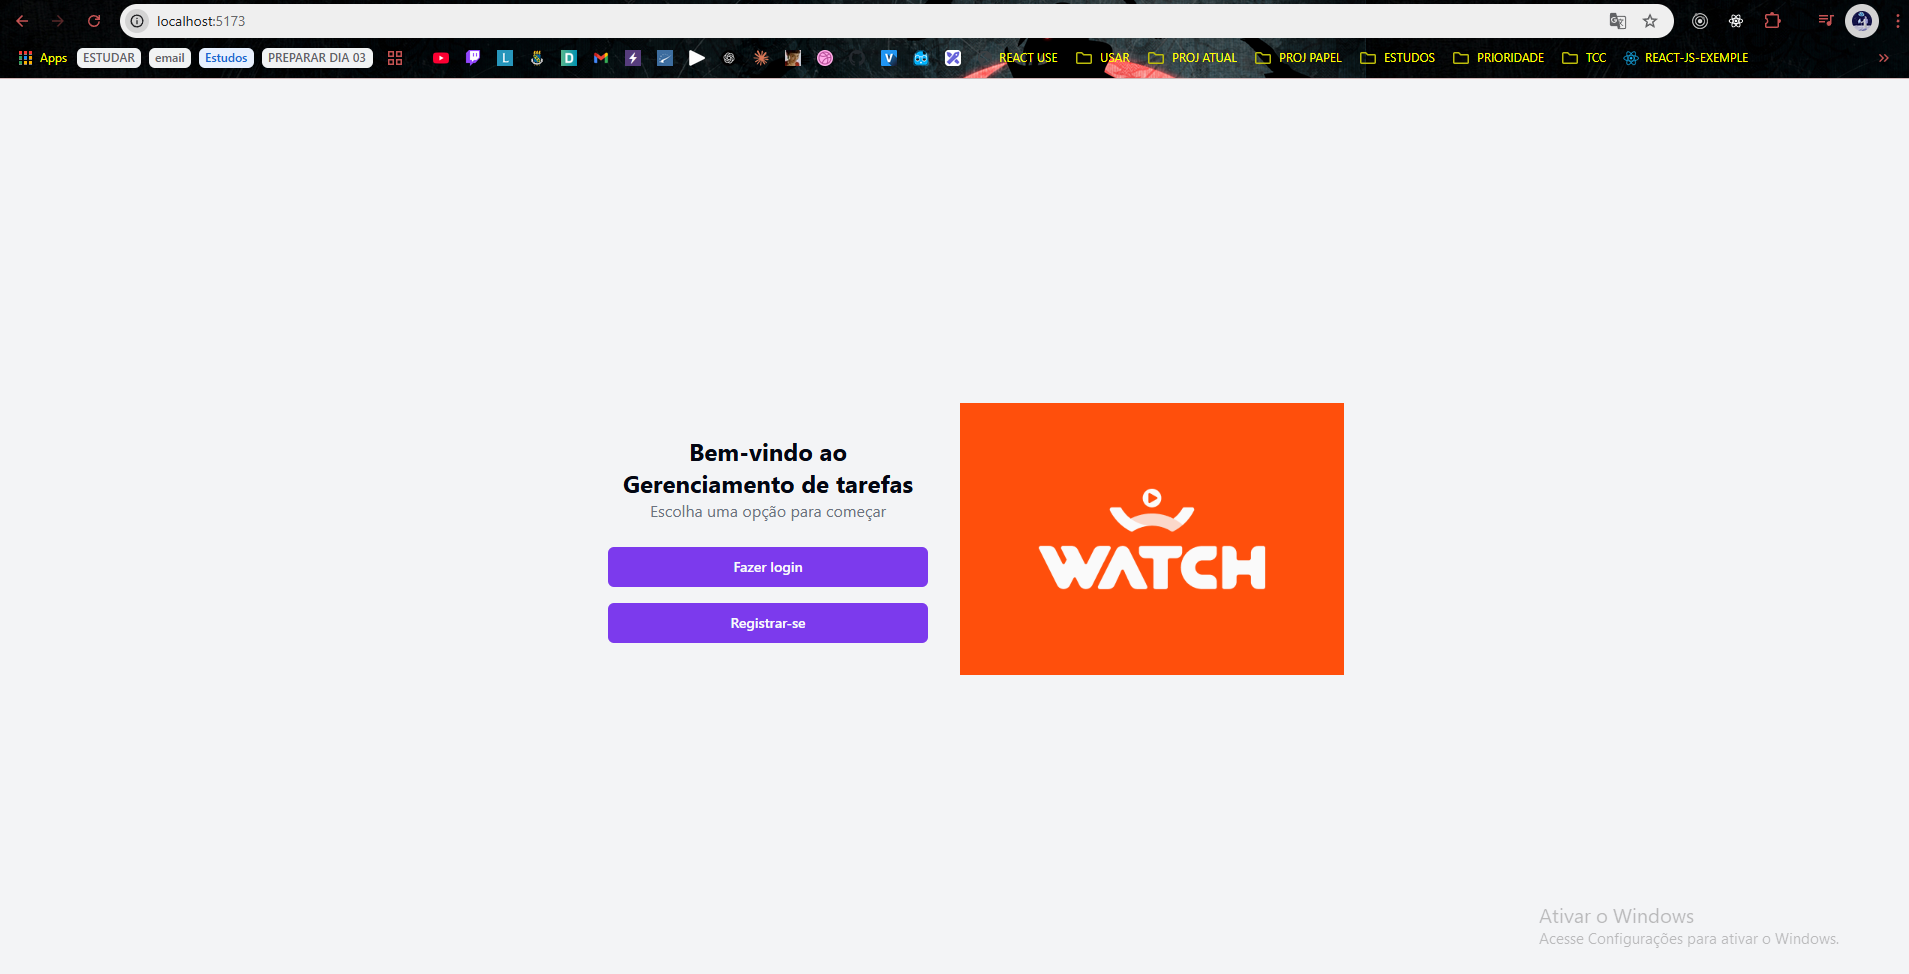 localhost:5173
Apps
ESTUDAR
email
Estudos
PREPARAR DIA 03
REACT USE
USAR
PROJ ATUAL
PROJ PAPEL
ESTUDOS
PRIORIDADE
TCC
REACT-JS-EXEMPLE
Bem-vindo ao
Gerenciamento de tarefas
Escolha uma opção para começar
Fazer login
Registrar-se
WATCH
Ativar o Windows
Acesse Configurações para ativar o Windows.